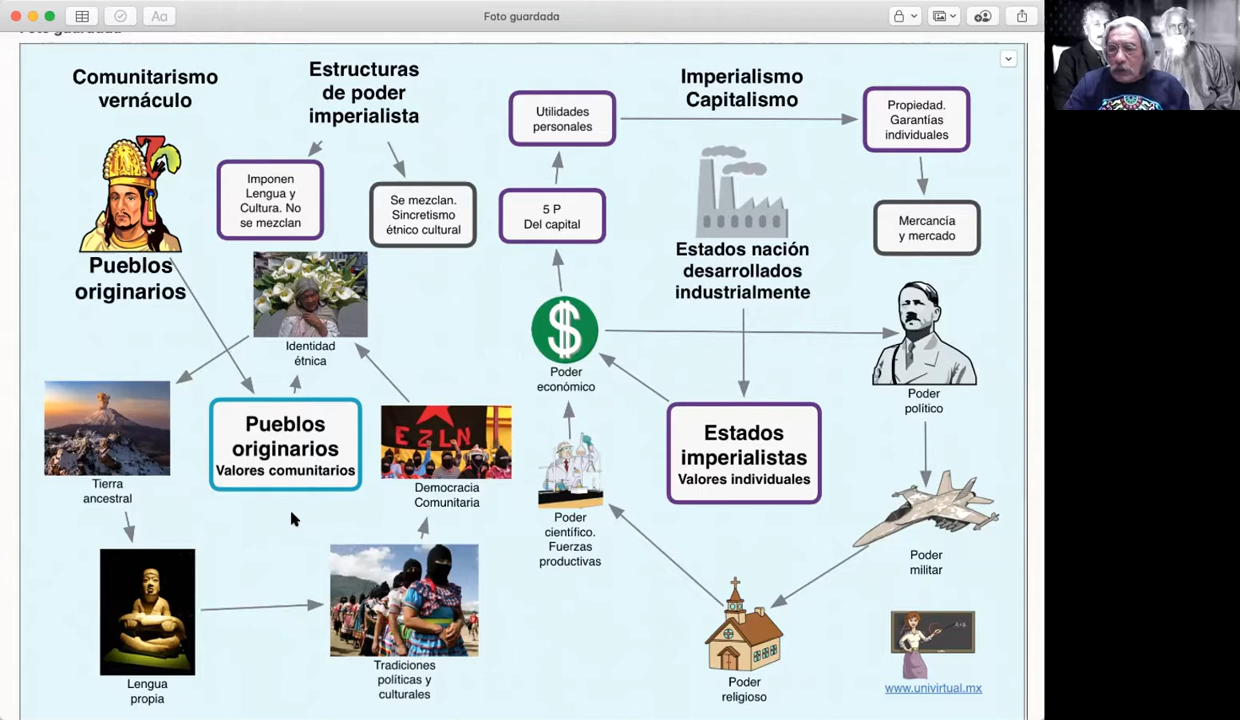 Foto guardada
Aa
Foto guardada
Comunitarismo
vernáculo
Estructuras
de poder
imperialista
Imperialismo
Capitalismo
Utilidades
personales
Propiedad.
Garantías
individuales
Imponen
Lengua y
Cultura. No
se mezclan
Se mezclan.
Sincretismo
étnico cultural
5 P
Del capital
Mercancía
y mercado
Pueblos
originarios
Estados nación
desarrollados
industrialmente
Identidad
étnica
$
Poder
económico
Poder
político
Pueblos
originarios
Valores comunitarios
EZLN
Estados
imperialistas
Valores individuales
Tierra
ancestral
Democracia
Comunitaria
Poder
científico.
Fuerzas
productivas
Poder
militar
Lengua
propia
Tradiciones
políticas y
culturales
Poder
religioso
www.univirtual.mx